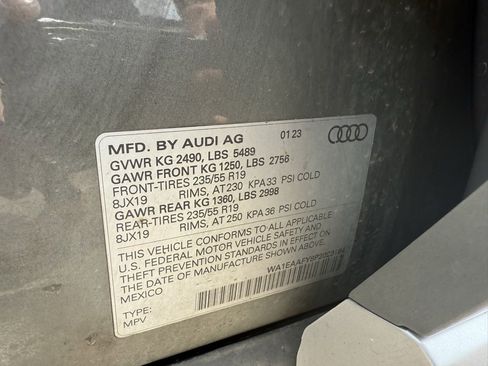 MFD. BY AUDI AG 01 23
GVWR KG 2490, LBS 5489
GAWR FRONT KG 1250, LBS 2756
FRONT-TIRES 235/55 R19
8JX19 RIMS, AT 230 KPA 33 PSI COLD
GAWR REAR KG 1360, LBS 2998
REAR-TIRES 235/55 R19
8JX19 RIMS, AT 250 KPA 36 PSI COLD
THIS VEHICLE CONFORMS TO ALL APPLICABLE
U.S. FEDERAL MOTOR VEHICLE SAFETY AND
THEFT PREVENTION STANDARDS IN EFFECT ON
THE DATE OF MANUFACTURE SHOWN ABOVE.
MEXICO
TYPE:
MPV